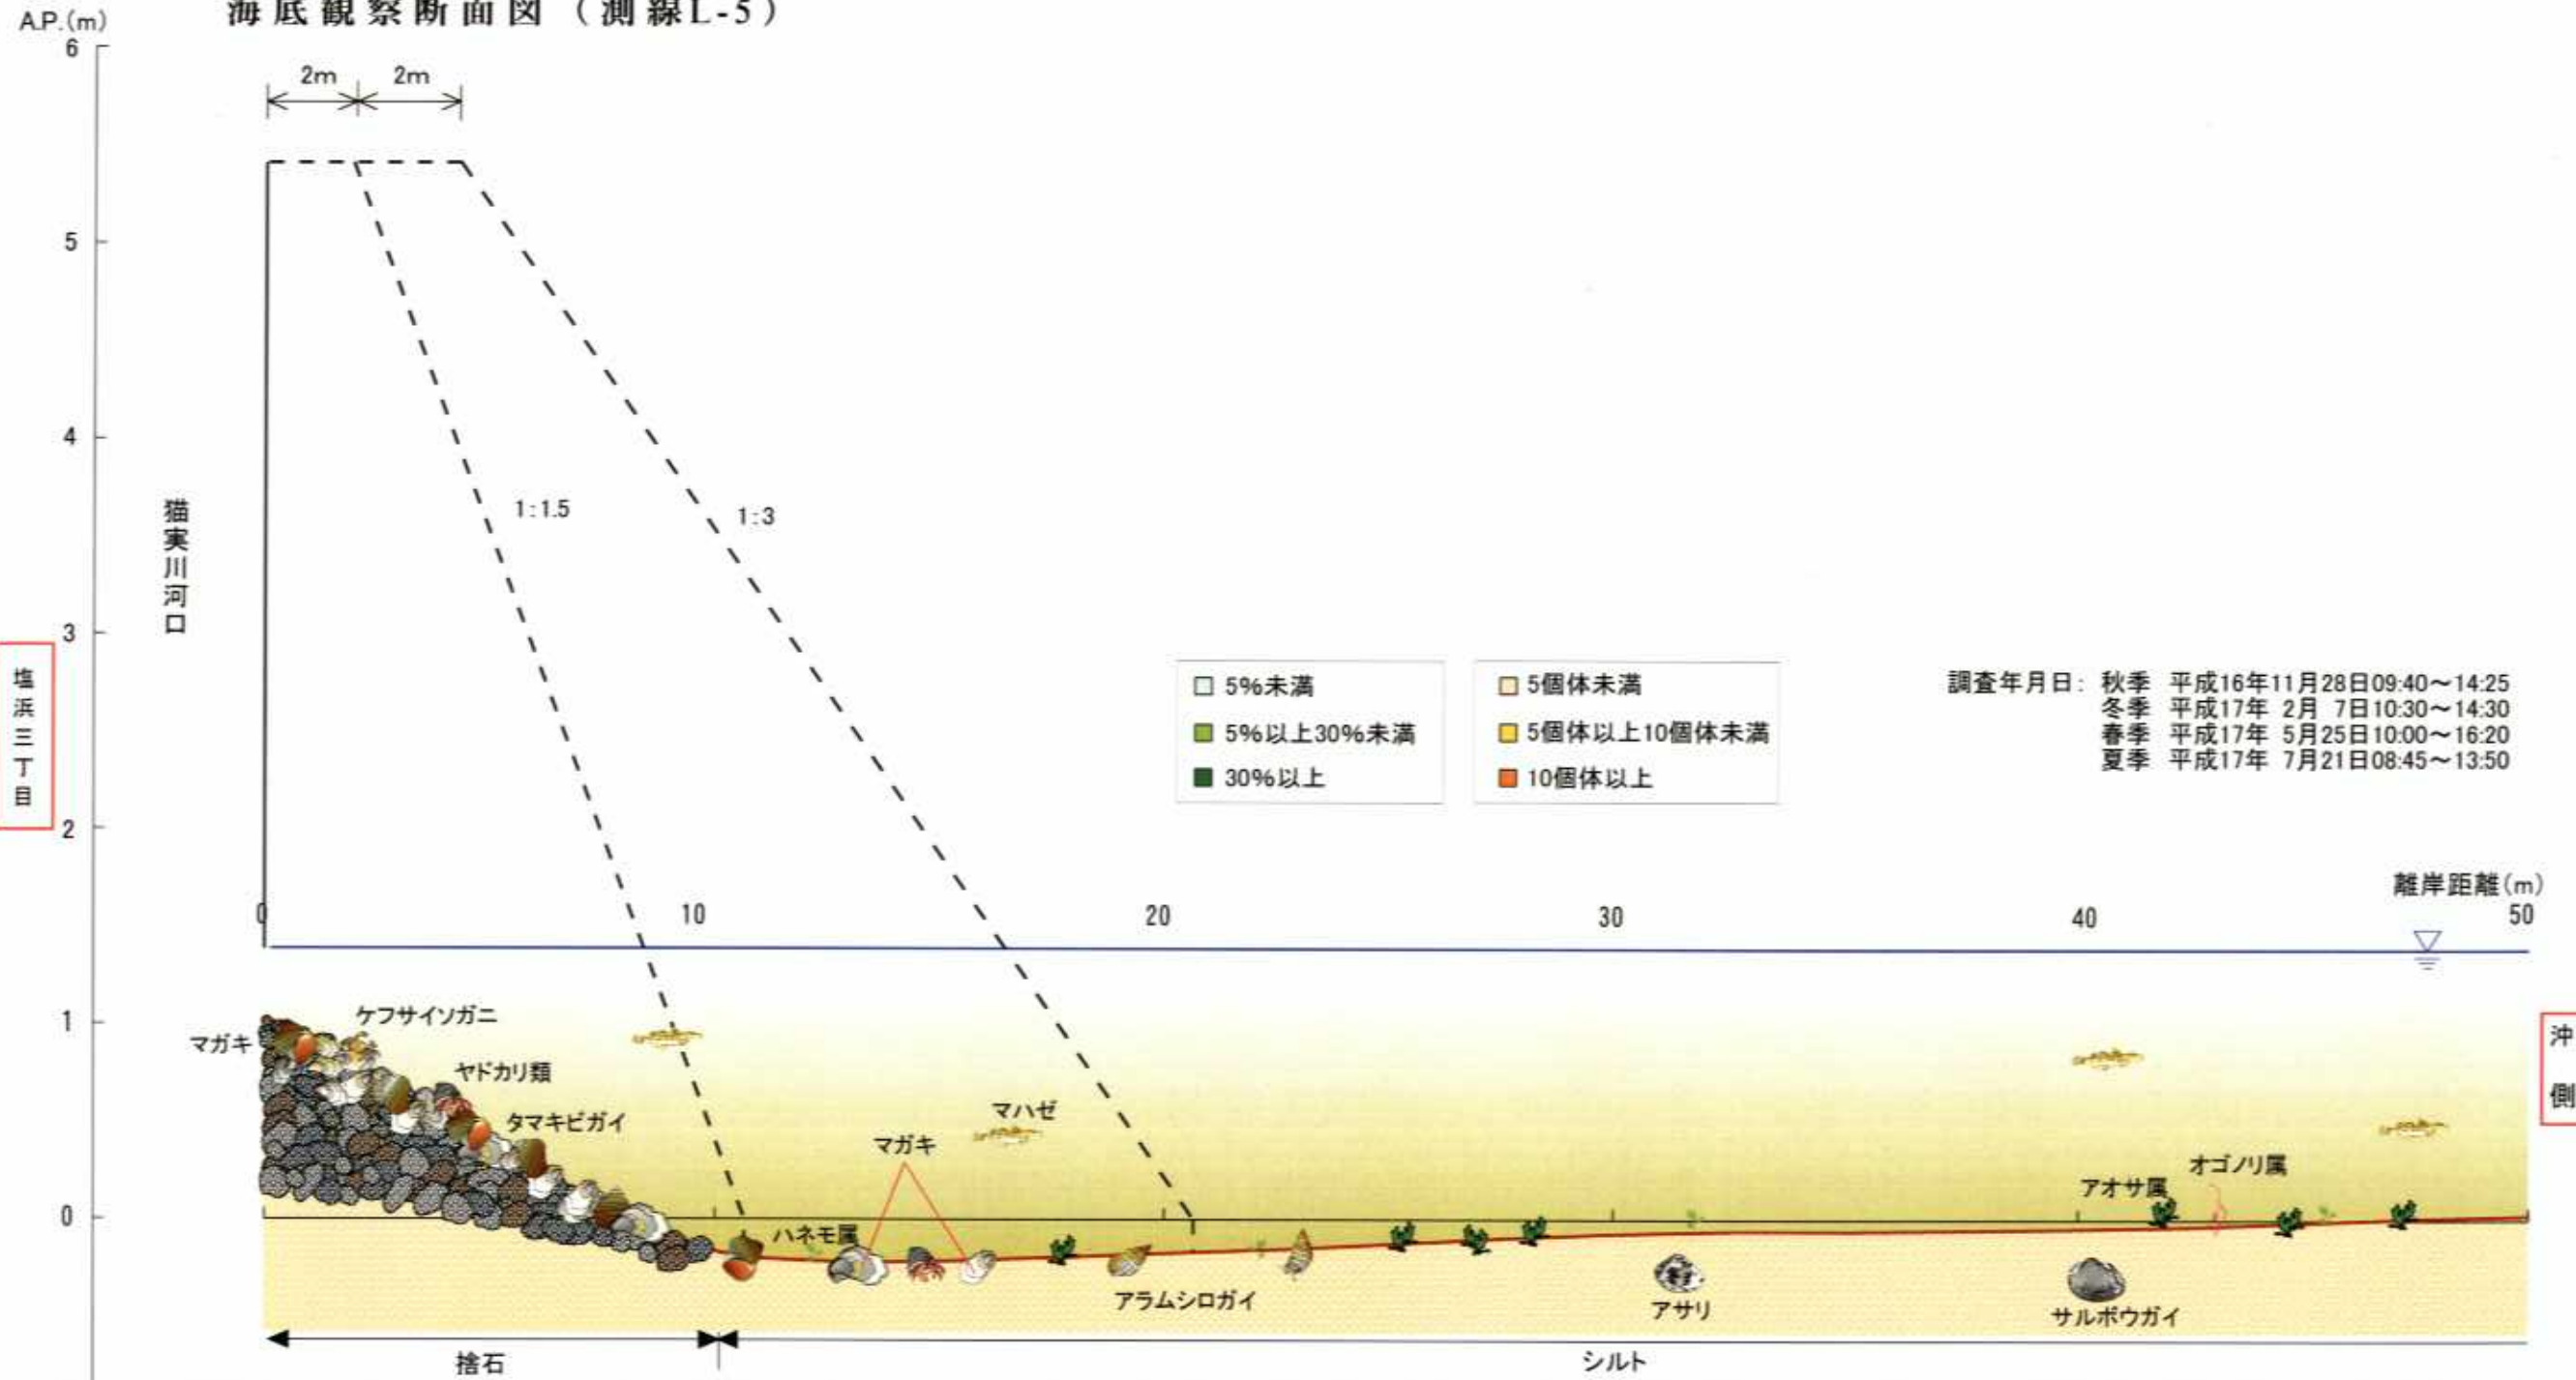 海底観察断面図（測線L-5）
A.P.(m)
6
5
4
3
2
1
0
2m
2m
猫実川河口
塩浜三丁目
1:1.5
1:3
5%未満
5%以上30%未満
30%以上
5個体未満
5個体以上10個体未満
10個体以上
調査年月日: 秋季 平成16年11月28日09:40～14:25
冬季 平成17年 2月 7日10:30～14:30
春季 平成17年 5月25日10:00～16:20
夏季 平成17年 7月21日08:45～13:50
離岸距離(m)
0
10
20
30
40
50
マガキ
ケフサイソガニ
ヤドカリ類
タマキビガイ
マガキ
マハゼ
ハネモ属
アラムシロガイ
アサリ
アオサ属
オゴノリ属
サルボウガイ
沖側
捨石
シルト